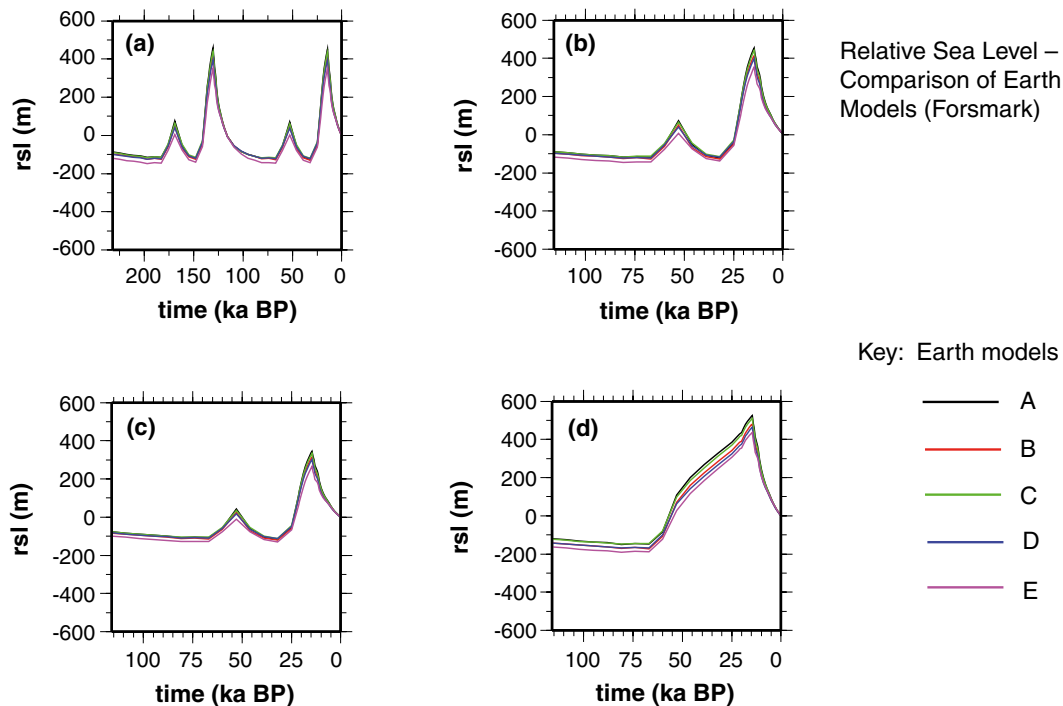 600
400
200
0
-200
-400
-600
rsl (m)
(a)
200 150 100 50 0
time (ka BP)
600
400
200
0
-200
-400
-600
rsl (m)
(b)
100 75 50 25 0
time (ka BP)
Relative Sea Level –
Comparison of Earth
Models (Forsmark)
600
400
200
0
-200
-400
-600
rsl (m)
(c)
100 75 50 25 0
time (ka BP)
600
400
200
0
-200
-400
-600
rsl (m)
(d)
100 75 50 25 0
time (ka BP)
Key: Earth models
A
B
C
D
E